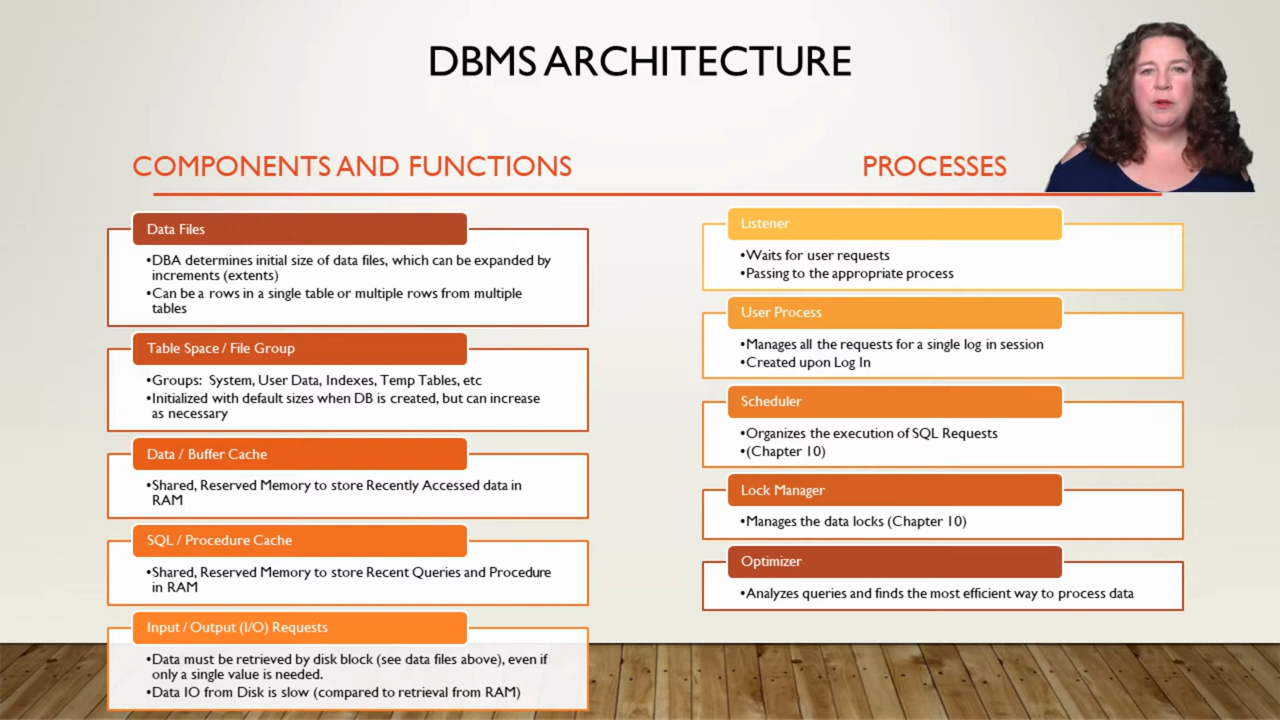 DBMS ARCHITECTURE
COMPONENTS AND FUNCTIONS
Data Files
•DBA determines initial size of data files, which can be expanded by
increments (extents)
•Can be a rows in a single table or multiple rows from multiple
tables
Table Space / File Group
•Groups: System, User Data, Indexes, Temp Tables, etc
•Initialized with default sizes when DB is created, but can increase
as necessary
Data / Buffer Cache
•Shared, Reserved Memory to store Recently Accessed data in
RAM
SQL / Procedure Cache
•Shared, Reserved Memory to store Recent Queries and Procedure
in RAM
Input / Output (I/O) Requests
•Data must be retrieved by disk block (see data files above), even if
only a single value is needed.
•Data IO from Disk is slow (compared to retrieval from RAM)
PROCESSES
Listener
•Waits for user requests
•Passing to the appropriate process
User Process
•Manages all the requests for a single log in session
•Created upon Log In
Scheduler
•Organizes the execution of SQL Requests
•(Chapter 10)
Lock Manager
•Manages the data locks (Chapter 10)
Optimizer
•Analyzes queries and finds the most efficient way to process data